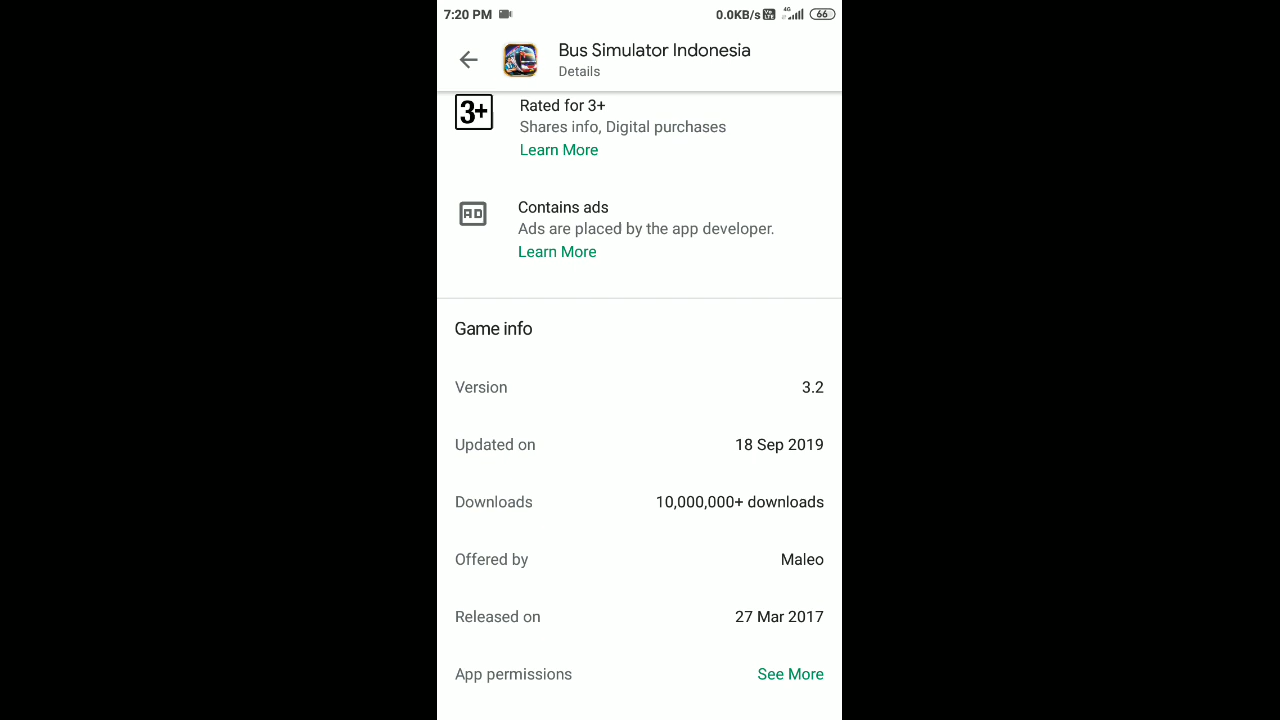 7:20 PM 0.0KB/s 4G 66
Bus Simulator Indonesia
Details
3+
Rated for 3+
Shares info, Digital purchases
Learn More
AD
Contains ads
Ads are placed by the app developer.
Learn More
Game info
Version 3.2
Updated on 18 Sep 2019
Downloads 10,000,000+ downloads
Offered by Maleo
Released on 27 Mar 2017
App permissions See More